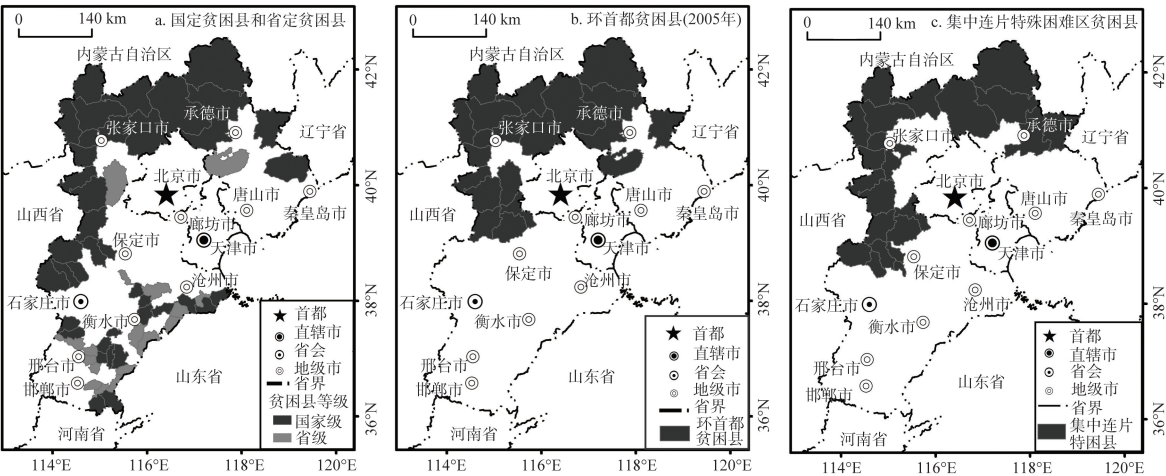 0 140 km
a. 国定贫困县和省定贫困县
内蒙古自治区
承德市
张家口市
辽宁省
北京市
唐山市
山西省
秦皇岛市
廊坊市
保定市
天津市
沧州市
石家庄市
衡水市
邢台市
邯郸市
山东省
河南省
首都
直辖市
省会
地级市
省界
贫困县等级
国家级
省级
42°N
40°N
38°N
36°N
114°E 116°E 118°E 120°E
0 140 km
b. 环首都贫困县(2005年)
内蒙古自治区
承德市
张家口市
辽宁省
北京市
唐山市
山西省
秦皇岛市
廊坊市
天津市
保定市
沧州市
石家庄市
衡水市
邢台市
邯郸市
山东省
河南省
首都
直辖市
省会
地级市
省界
环首都
贫困县
42°N
40°N
38°N
36°N
114°E 116°E 118°E 120°E
0 140 km
c. 集中连片特殊困难区贫困县
内蒙古自治区
承德市
张家口市
辽宁省
北京市
唐山市
山西省
秦皇岛市
廊坊市
天津市
保定市
沧州市
石家庄市
衡水市
邢台市
邯郸市
山东省
河南省
首都
直辖市
省会
地级市
省界
集中连片
特困县
42°N
40°N
38°N
36°N
114°E 116°E 118°E 120°E